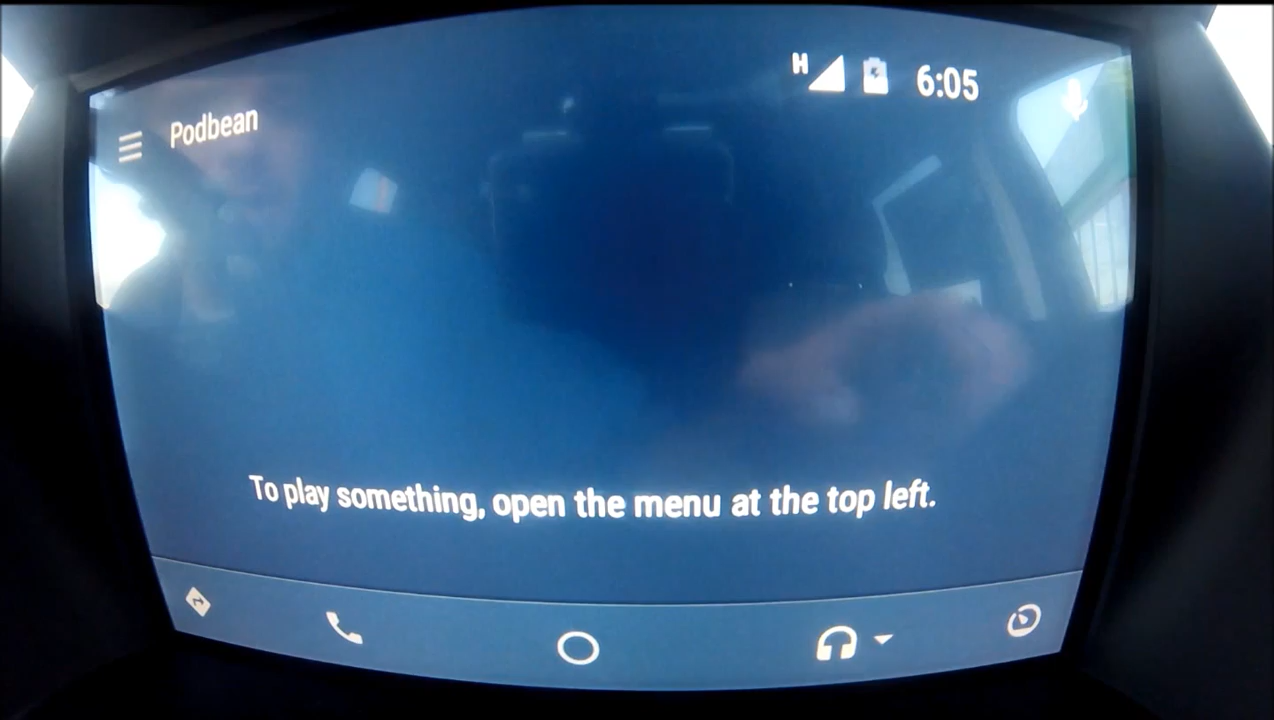 Podbean
H
6:05
To play something, open the menu at the top left.